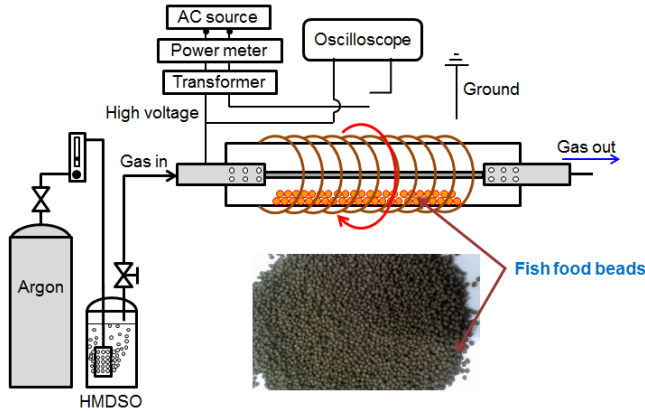 AC source
Power meter
Transformer
Oscilloscope
Ground
High voltage
Gas in
Gas out
Argon
Fish food beads
HMDSO